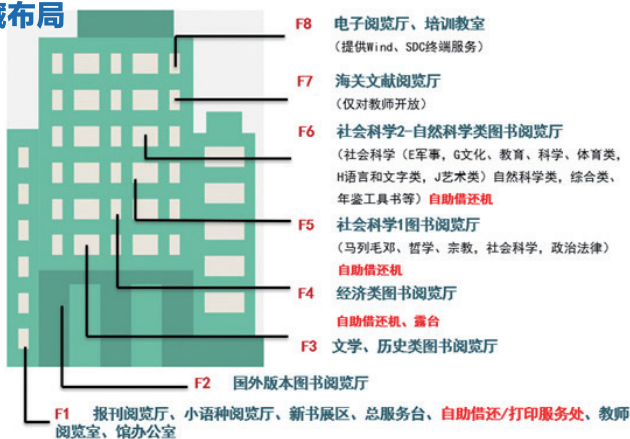 藏布局
F8 电子阅览厅、培训教室
（提供Wind、SDC终端服务）
F7 海关文献阅览厅
（仅对教师开放）
F6 社会科学2-自然科学类图书阅览厅
（社会科学（E军事，G文化、教育、科学、体育类，
H语言和文字类，J艺术类）自然科学类，综合类、
年鉴工具书等）自助借还机
F5 社会科学1图书阅览厅
（马列毛邓、哲学、宗教，社会科学，政治法律）
自助借还机
F4 经济类图书阅览厅
自助借还机、露台
F3 文学、历史类图书阅览厅
F2 国外版本图书阅览厅
F1 报刊阅览厅、小语种阅览厅、新书展区、总服务台、自助借还/打印服务处、教师
阅览室、馆办公室